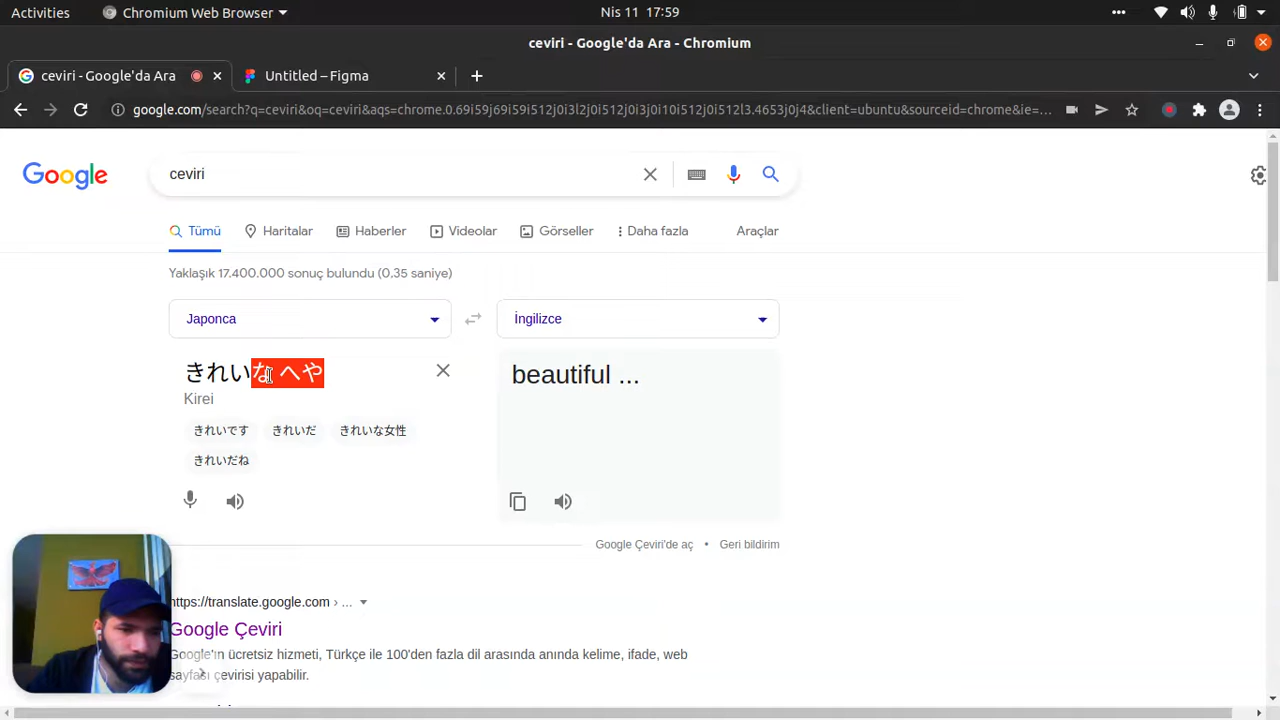 Activities
Chromium Web Browser
Nis 11 17:59
ceviri - Google'da Ara - Chromium
ceviri - Google'da Ara
Untitled – Figma
google.com/search?q=ceviri&oq=ceviri&aqs=chrome.0.69i59j69i59i512j0i3l2j0i512j0i3j0i10i512j0i512l3.4653j0j4&client=ubuntu&sourceid=chrome&ie=...
Google
ceviri
Tümü
Haritalar
Haberler
Videolar
Görseller
Daha fazla
Araçlar
Yaklaşık 17.400.000 sonuç bulundu (0,35 saniye)
Japonca
İngilizce
きれいな へや
beautiful ...
Kirei
きれいです
きれいだ
きれいな女性
きれいだね
Google Çeviri'de aç • Geri bildirim
https://translate.google.com › ...
Google Çeviri
Google'ın ücretsiz hizmeti, Türkçe ile 100'den fazla dil arasında anında kelime, ifade, web
sayfası çevirisi yapabilir.